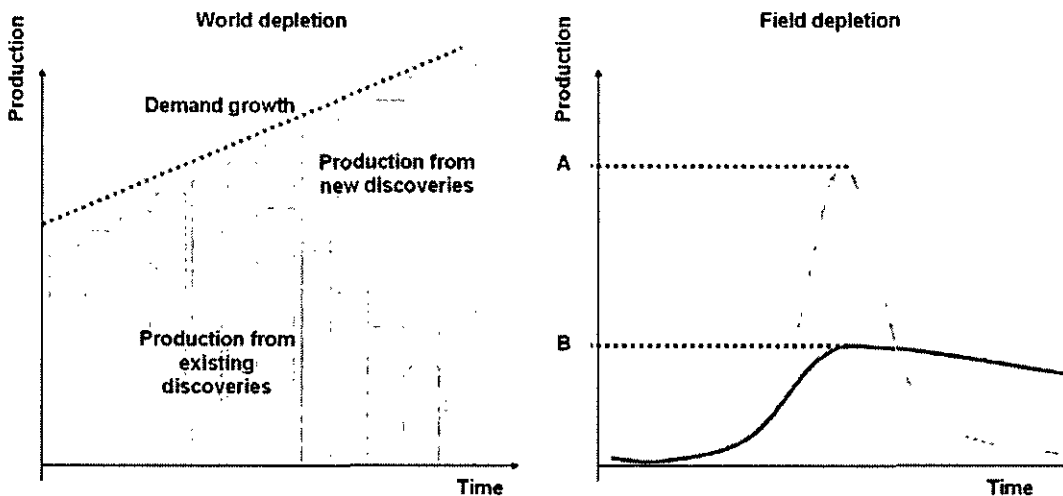 World depletion
Production
Demand growth
Production from
new discoveries
Production from
existing
discoveries
Time
Field depletion
Production
A
B
Time